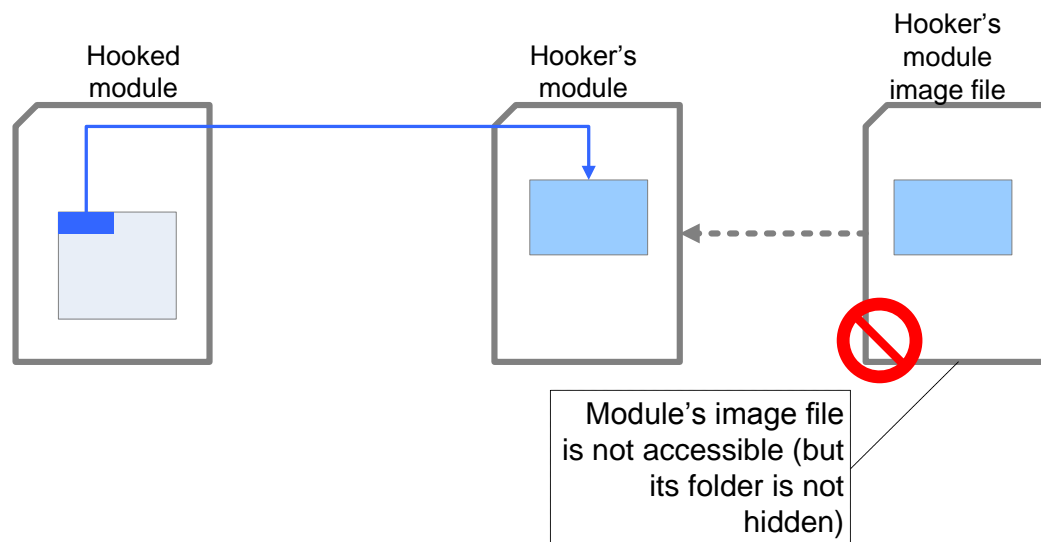 Hooked
module
Hooker’s
module
Hooker’s
module
image file
Module’s image file
is not accessible (but
its folder is not
hidden)